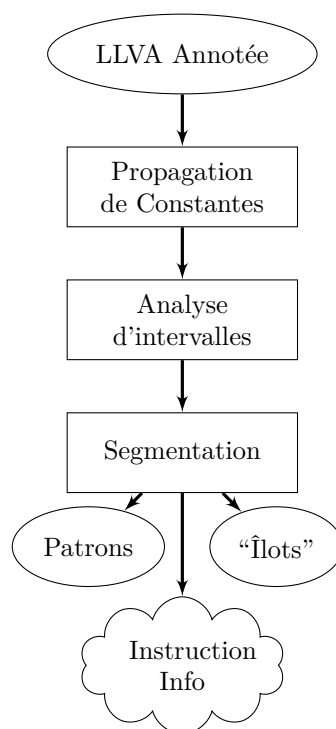 LLVA Annotée
Propagation
de Constantes
Analyse
d'intervalles
Segmentation
Patrons
“Îlots”
Instruction
Info